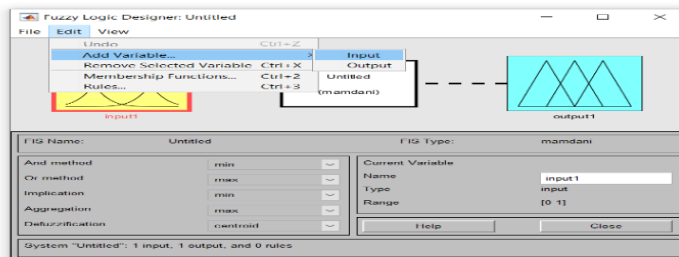 Fuzzy Logic Designer: Untitled
File Edit View
Undo Ctrl+Z
Add Variable... > Input
Remove Selected Variable Ctrl+X Output
Membership Functions... Ctrl+2
Rules... Ctrl+3
Untitled
(mamdani)
input1
output1
FIS Name: Untitled FIS Type: mamdani
And method min
Or method max
Implication min
Aggregation max
Defuzzification centroid
Current Variable
Name input1
Type input
Range [0 1]
Help Close
System "Untitled": 1 input, 1 output, and 0 rules